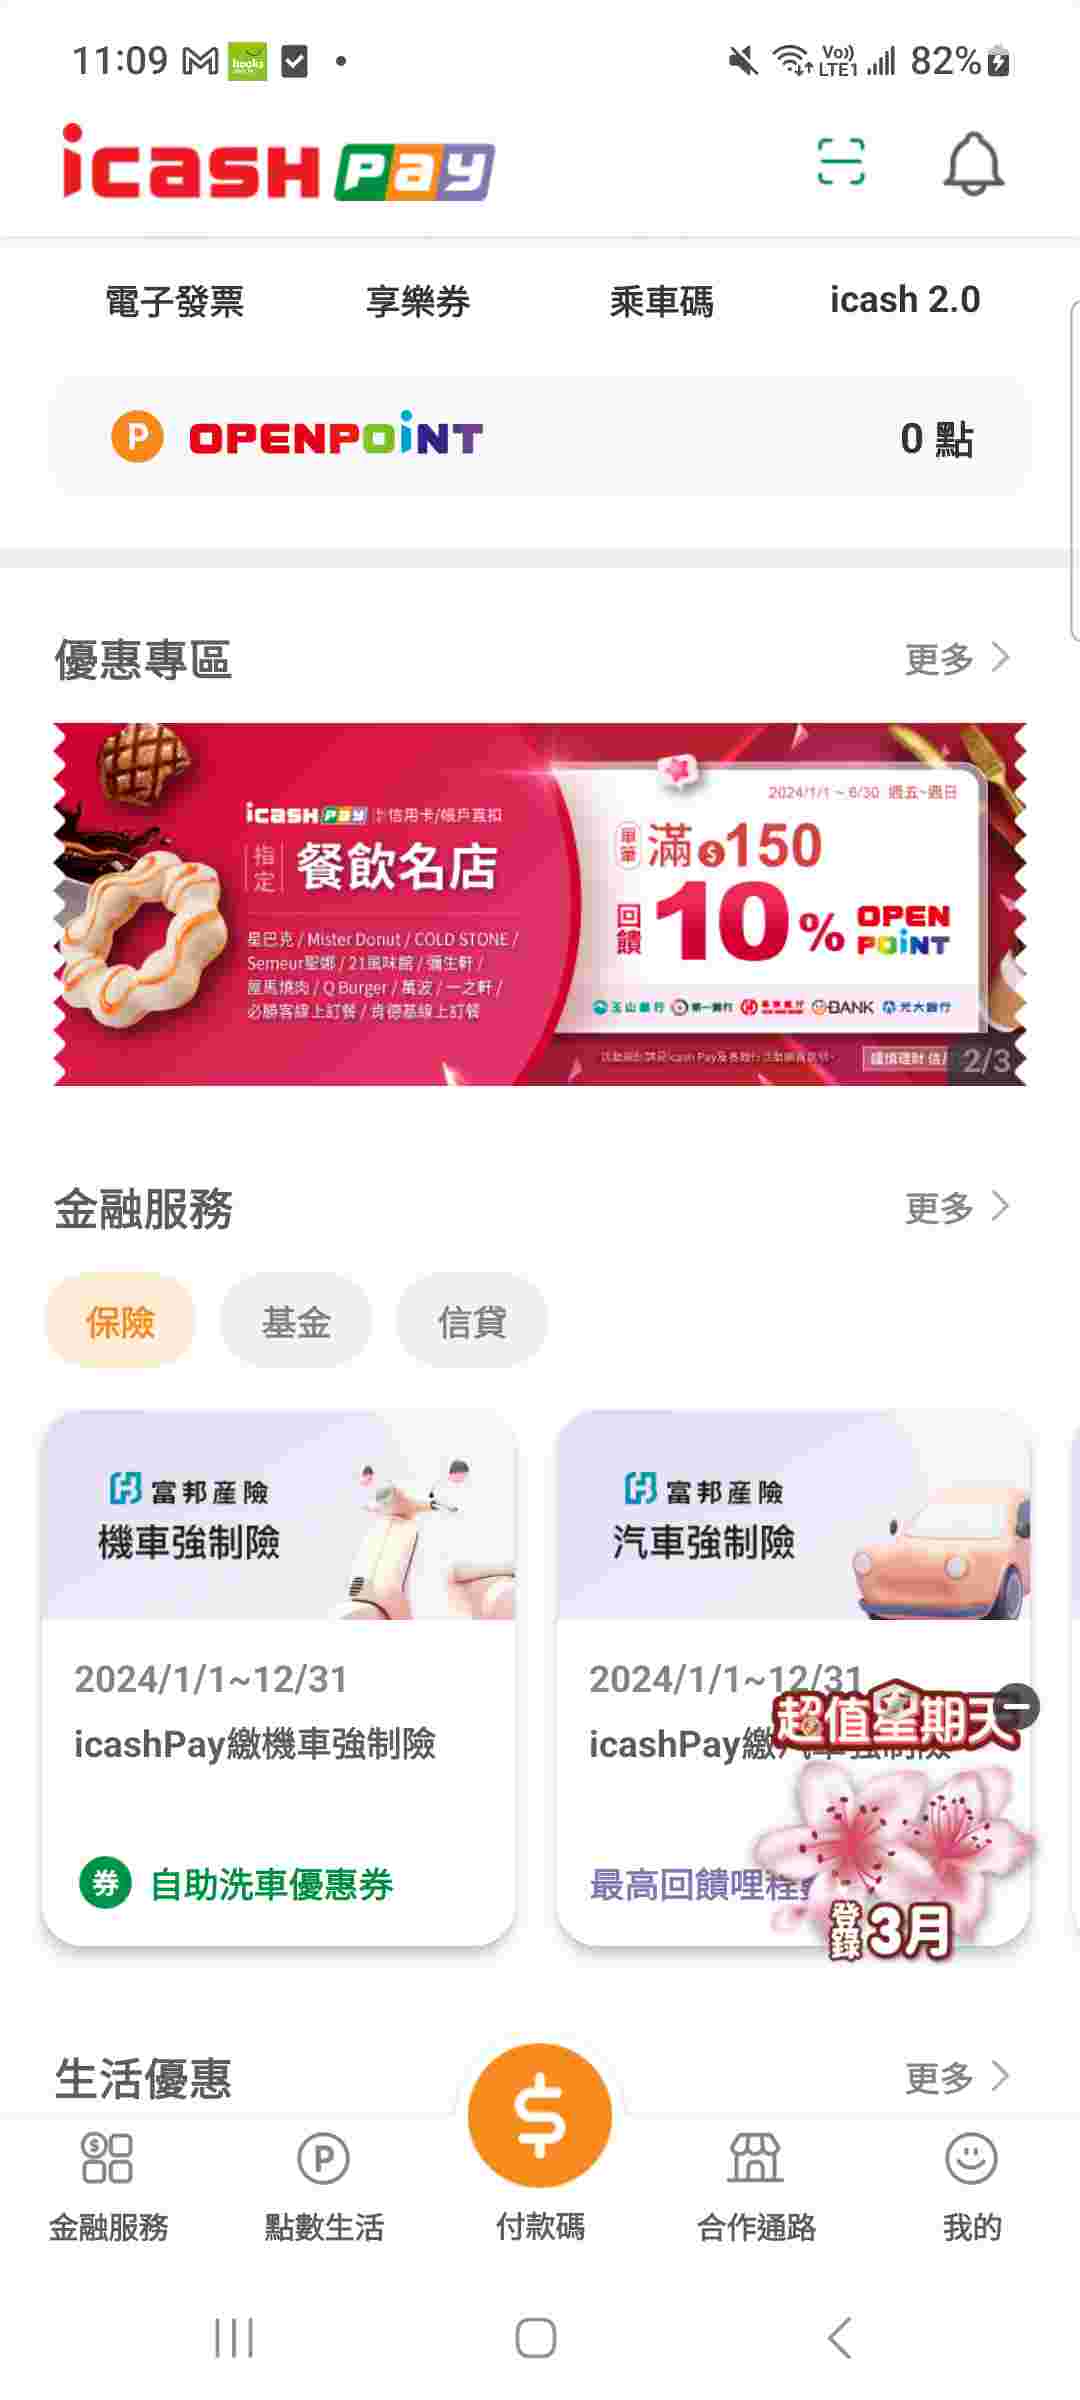 11:09
Vo))
LTE1
82%
icash Pay
電子發票
享樂券
乘車碼
icash 2.0
P OPENPOINT
0 點
優惠專區
更多
icash Pay
信用卡/帳戶直扣
指定
餐飲名店
星巴克 / Mister Donut / COLD STONE /
Semeur聖娜 / 21風味館 / 彌生軒 /
屋馬燒肉 / Q Burger / 萬波 / 一之軒 /
必勝客線上訂餐 / 肯德基線上訂餐
2024/1/1 ~ 6/30 週五~週日
單筆
滿$150
回饋
10%
OPEN
POINT
玉山銀行
第一銀行
BANK
2/3
金融服務
更多
保險
基金
信貸
富邦產險
機車強制險
2024/1/1~12/31
icashPay繳機車強制險
券 自助洗車優惠券
富邦產險
汽車強制險
2024/1/1~12/31
icashPay繳汽車強制險
最高回饋哩程
超值星期天
登錄
3月
生活優惠
更多
金融服務
點數生活
付款碼
合作通路
我的